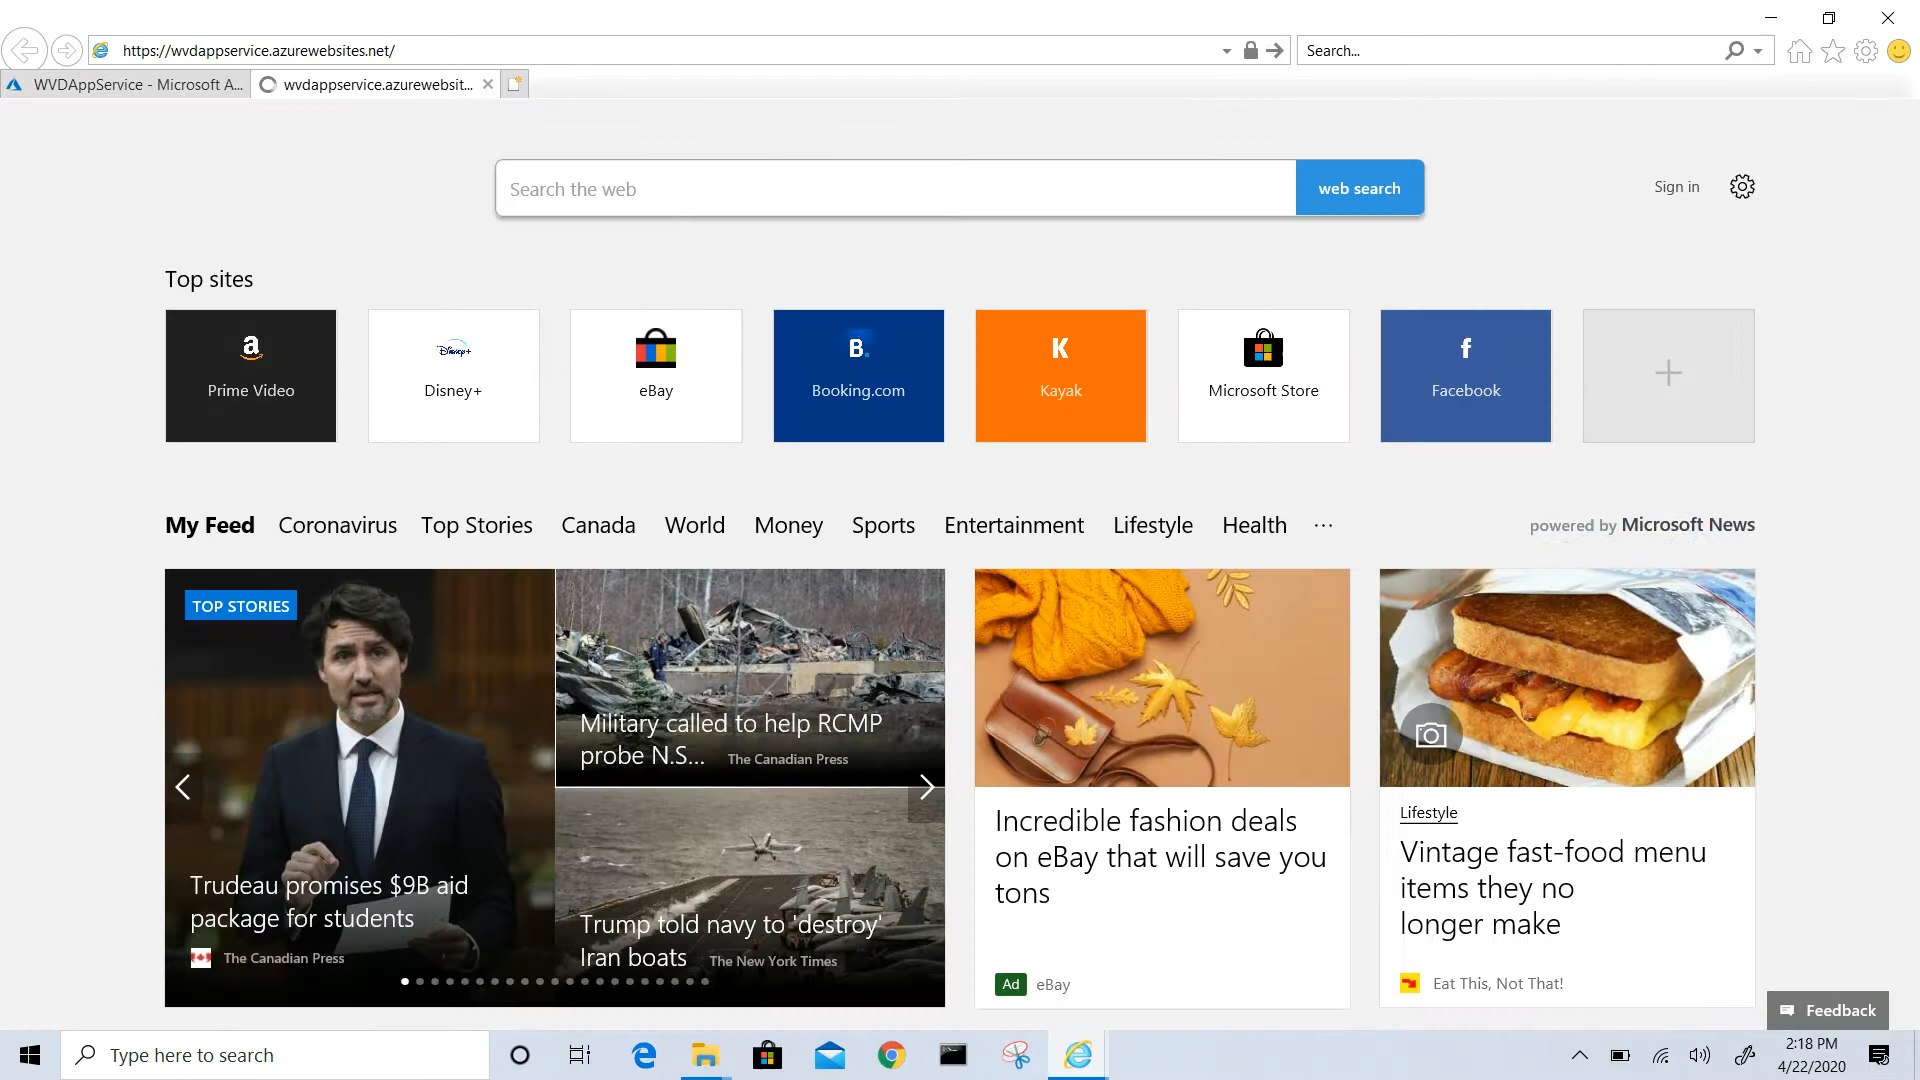 https://wvdappservice.azurewebsites.net/
Search...
WVDAppService - Microsoft A...
wvdappservice.azurewebsit...
Search the web
web search
Sign in
Top sites
a
Prime Video
Disney+
Disney+
eBay
B.
Booking.com
K
Kayak
Microsoft Store
f
Facebook
My Feed
Coronavirus
Top Stories
Canada
World
Money
Sports
Entertainment
Lifestyle
Health
...
powered by Microsoft News
TOP STORIES
Trudeau promises $9B aid
package for students
The Canadian Press
Military called to help RCMP
probe N.S... The Canadian Press
Trump told navy to 'destroy'
Iran boats The New York Times
Incredible fashion deals
on eBay that will save you
tons
Ad eBay
Lifestyle
Vintage fast-food menu
items they no
longer make
Eat This, Not That!
Feedback
Type here to search
2:18 PM
4/22/2020